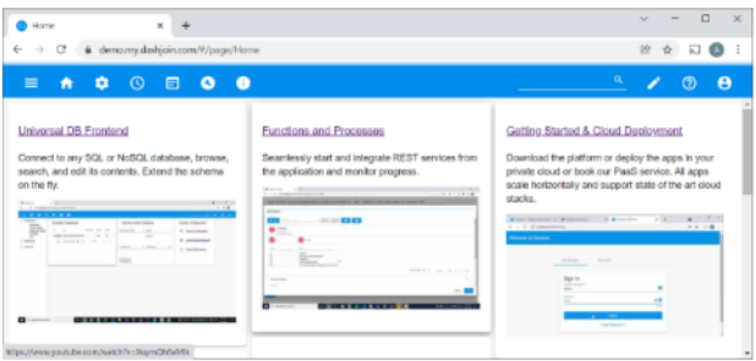 Home
demo.my.dashjoin.com/#/page/Home
Universal DB Frontend
Connect to any SQL or NoSQL database, browse,
search, and edit its contents. Extend the schema
on the fly.
Functions and Processes
Seamlessly start and integrate REST services from
the application and monitor progress.
Getting Started & Cloud Deployment
Download the platform or deploy the apps in your
private cloud or book our PaaS service. All apps
scale horizontally and support state of the art cloud
stacks.
Sign in